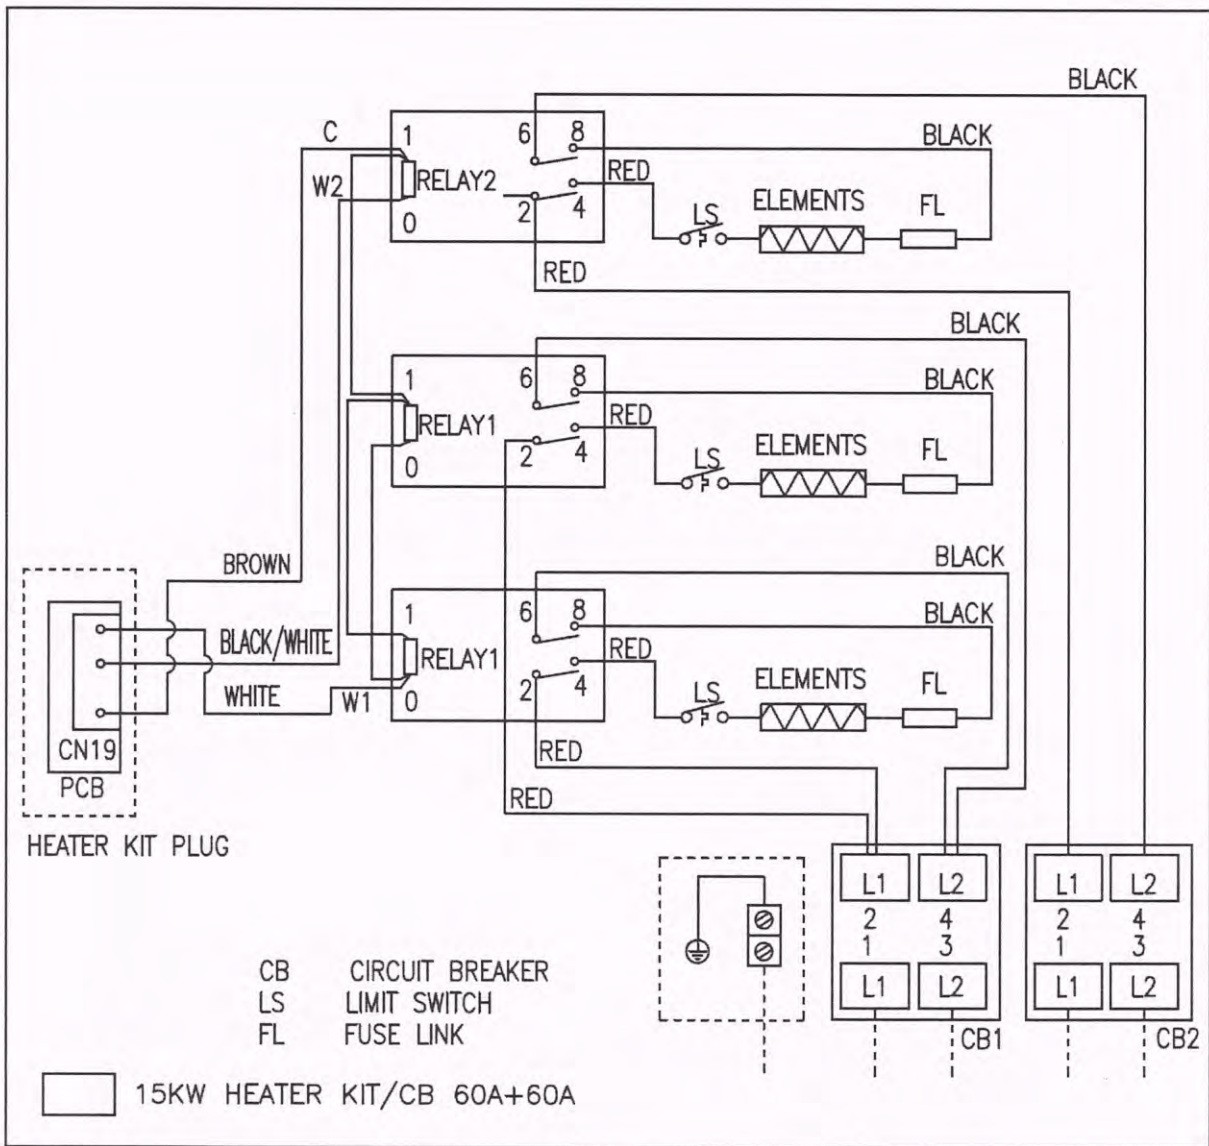 BLACK
C
1
6
8
BLACK
RED
W2
RELAY2
ELEMENTS
FL
LS
2
4
0
RED
BLACK
1
6
8
BLACK
RED
RELAY1
ELEMENTS
FL
LS
2
4
0
BLACK
BROWN
1
6
8
BLACK
RED
BLACK/WHITE
RELAY1
ELEMENTS
FL
LS
2
4
WHITE
W1
0
CN19
PCB
RED
RED
HEATER KIT PLUG
L1 L2 L1 L2
2 4 2 4
1 3 1 3
L1 L2 L1 L2
CB1 CB2
CB CIRCUIT BREAKER
LS LIMIT SWITCH
FL FUSE LINK
15KW HEATER KIT/CB 60A+60A